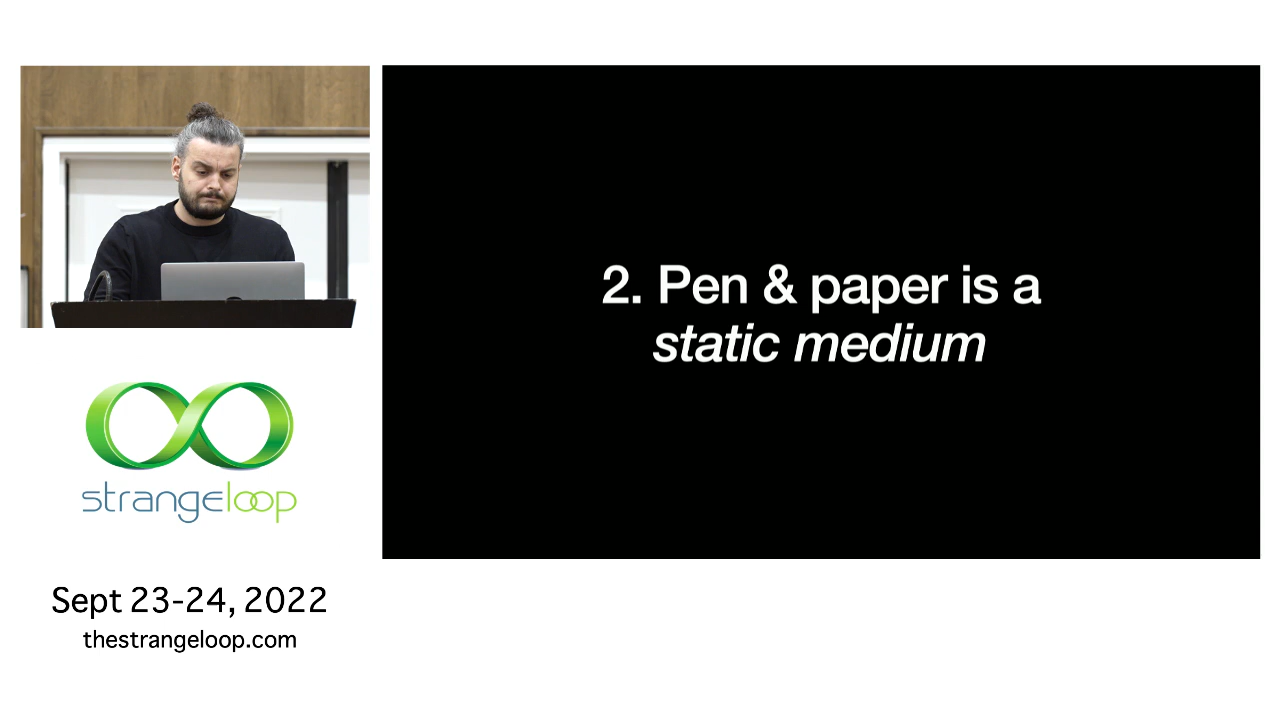 2. Pen & paper is a
static medium
strangeloop
Sept 23-24, 2022
thestrangeloop.com